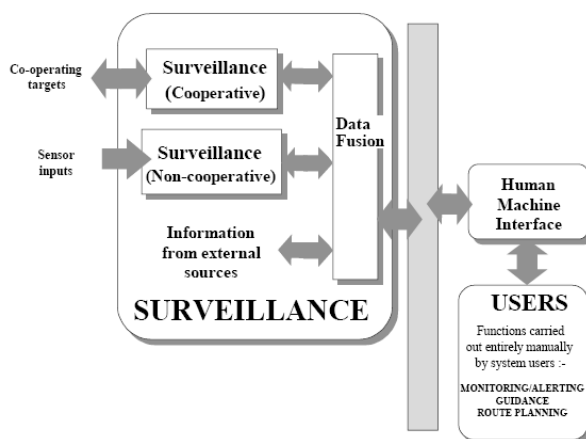 Co-operating
targets
Surveillance
(Cooperative)
Sensor
inputs
Surveillance
(Non-cooperative)
Information
from external
sources
Data
Fusion
SURVEILLANCE
Human
Machine
Interface
USERS
Functions carried
out entirely manually
by system users :-
MONITORING/ALERTING
GUIDANCE
ROUTE PLANNING